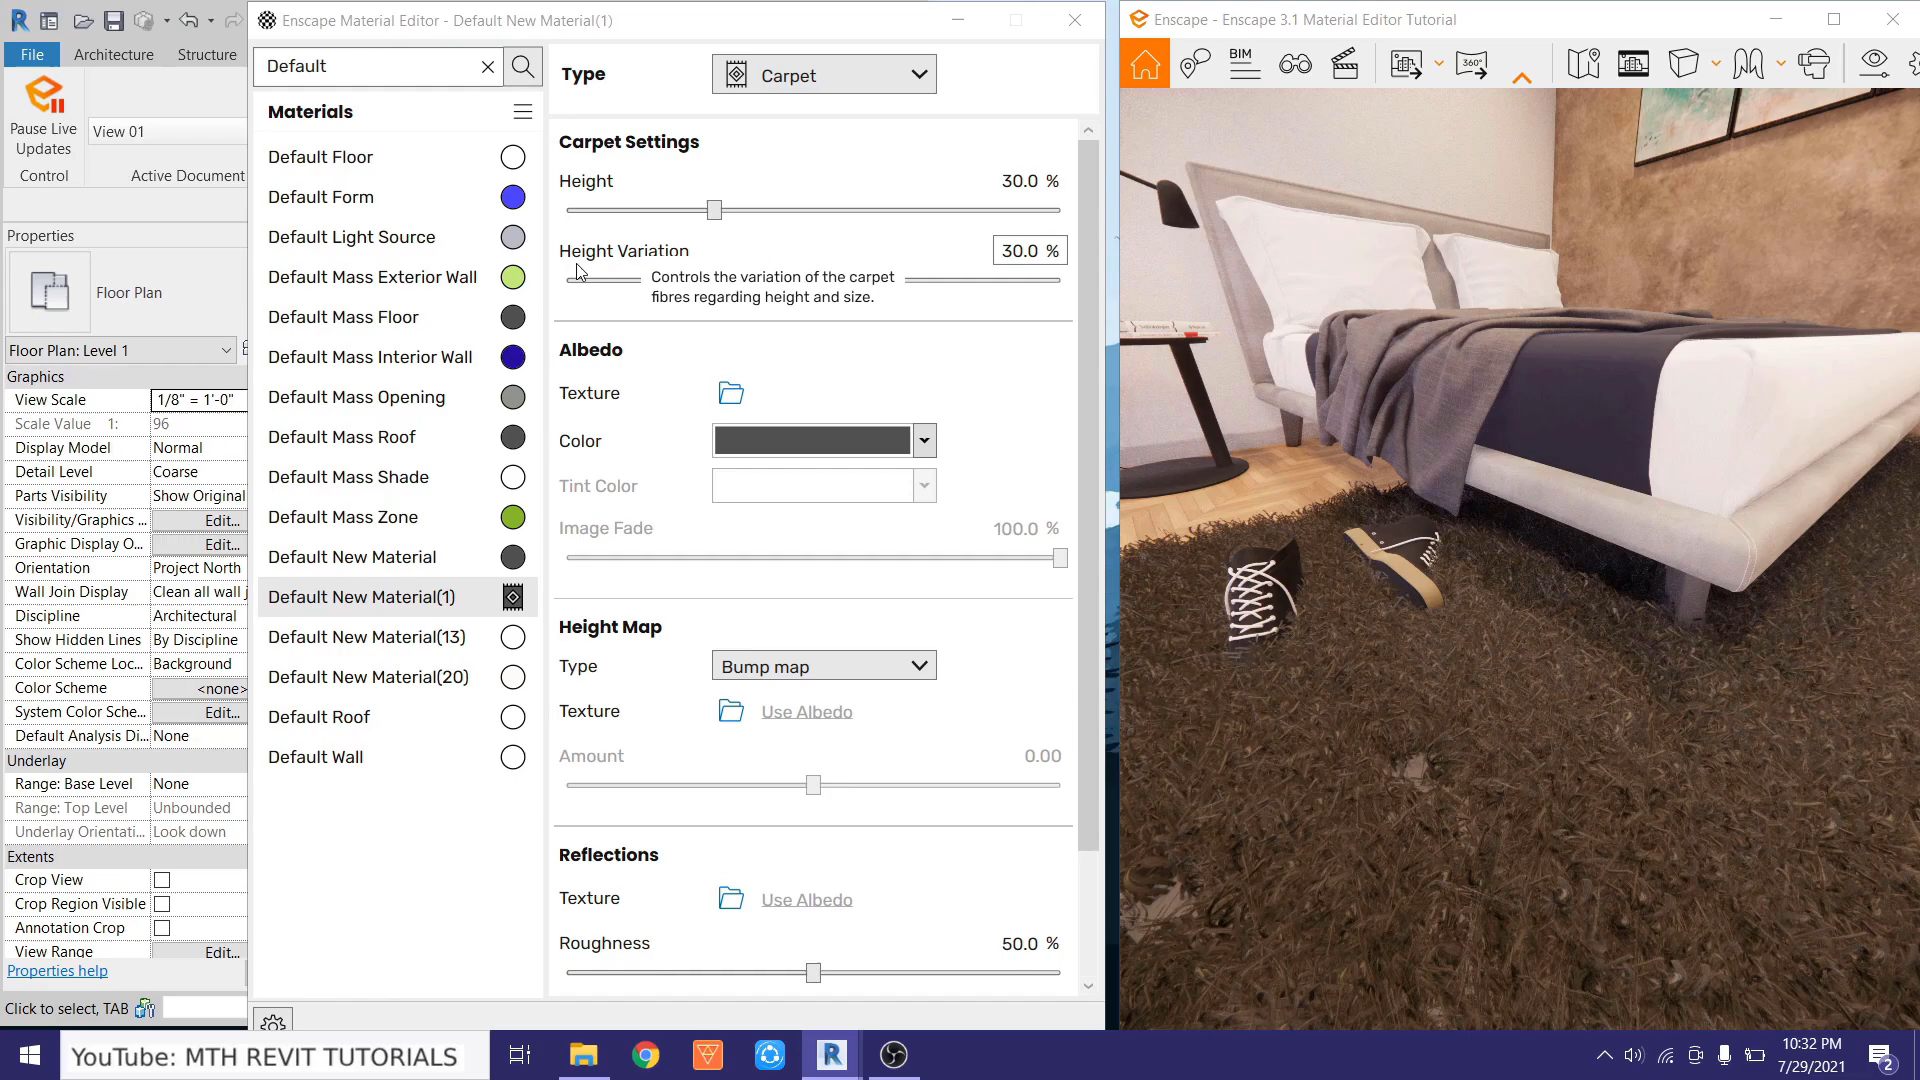 File
Architecture
Structure
Pause Live
Updates
Control
View 01
Active Document
Properties
Floor Plan
Floor Plan: Level 1
Graphics
View Scale 1/8" = 1'-0"
Scale Value 1: 96
Display Model Normal
Detail Level Coarse
Parts Visibility Show Original
Visibility/Graphics ... Edit...
Graphic Display O... Edit...
Orientation Project North
Wall Join Display Clean all wall j
Discipline Architectural
Show Hidden Lines By Discipline
Color Scheme Loc... Background
Color Scheme <none>
System Color Sche... Edit...
Default Analysis Di... None
Underlay
Range: Base Level None
Range: Top Level Unbounded
Underlay Orientati... Look down
Extents
Crop View
Crop Region Visible
Annotation Crop
View Range Edit...
Properties help
Click to select, TAB
Enscape Material Editor - Default New Material(1)
Default
Materials
Default Floor
Default Form
Default Light Source
Default Mass Exterior Wall
Default Mass Floor
Default Mass Interior Wall
Default Mass Opening
Default Mass Roof
Default Mass Shade
Default Mass Zone
Default New Material
Default New Material(1)
Default New Material(13)
Default New Material(20)
Default Roof
Default Wall
Type Carpet
Carpet Settings
Height 30.0 %
Height Variation 30.0 %
Controls the variation of the carpet
fibres regarding height and size.
Albedo
Texture
Color
Tint Color
Image Fade 100.0 %
Height Map
Type Bump map
Texture Use Albedo
Amount 0.00
Reflections
Texture Use Albedo
Roughness 50.0 %
Enscape - Enscape 3.1 Material Editor Tutorial
BIM
360°
YouTube: MTH REVIT TUTORIALS
10:32 PM
7/29/2021
2